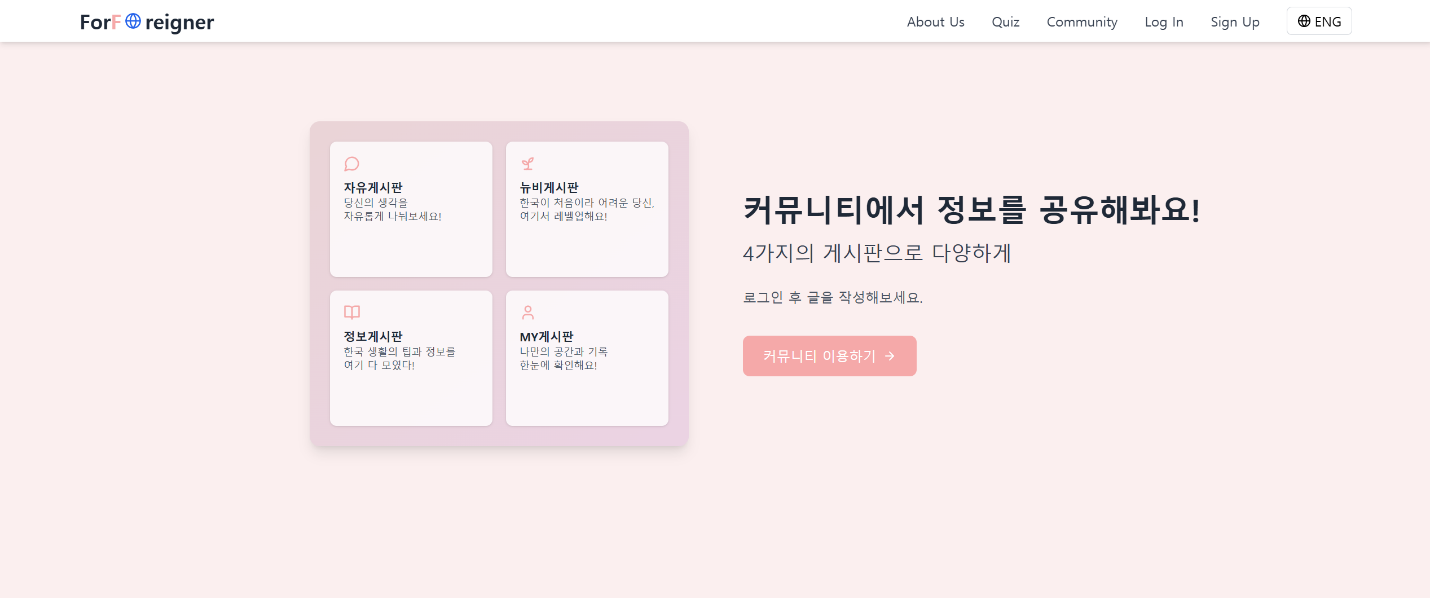 ForFreigner
About Us
Quiz
Community
Log In
Sign Up
ENG
자유게시판
당신의 생각을
자유롭게 나눠보세요!
뉴비게시판
한국이 처음이라 어려운 당신,
여기서 레벨업해요!
정보게시판
한국 생활의 팁과 정보를
여기 다 모았다!
MY게시판
나만의 공간과 기록
한눈에 확인해요!
커뮤니티에서 정보를 공유해봐요!
4가지의 게시판으로 다양하게
로그인 후 글을 작성해보세요.
커뮤니티 이용하기 →